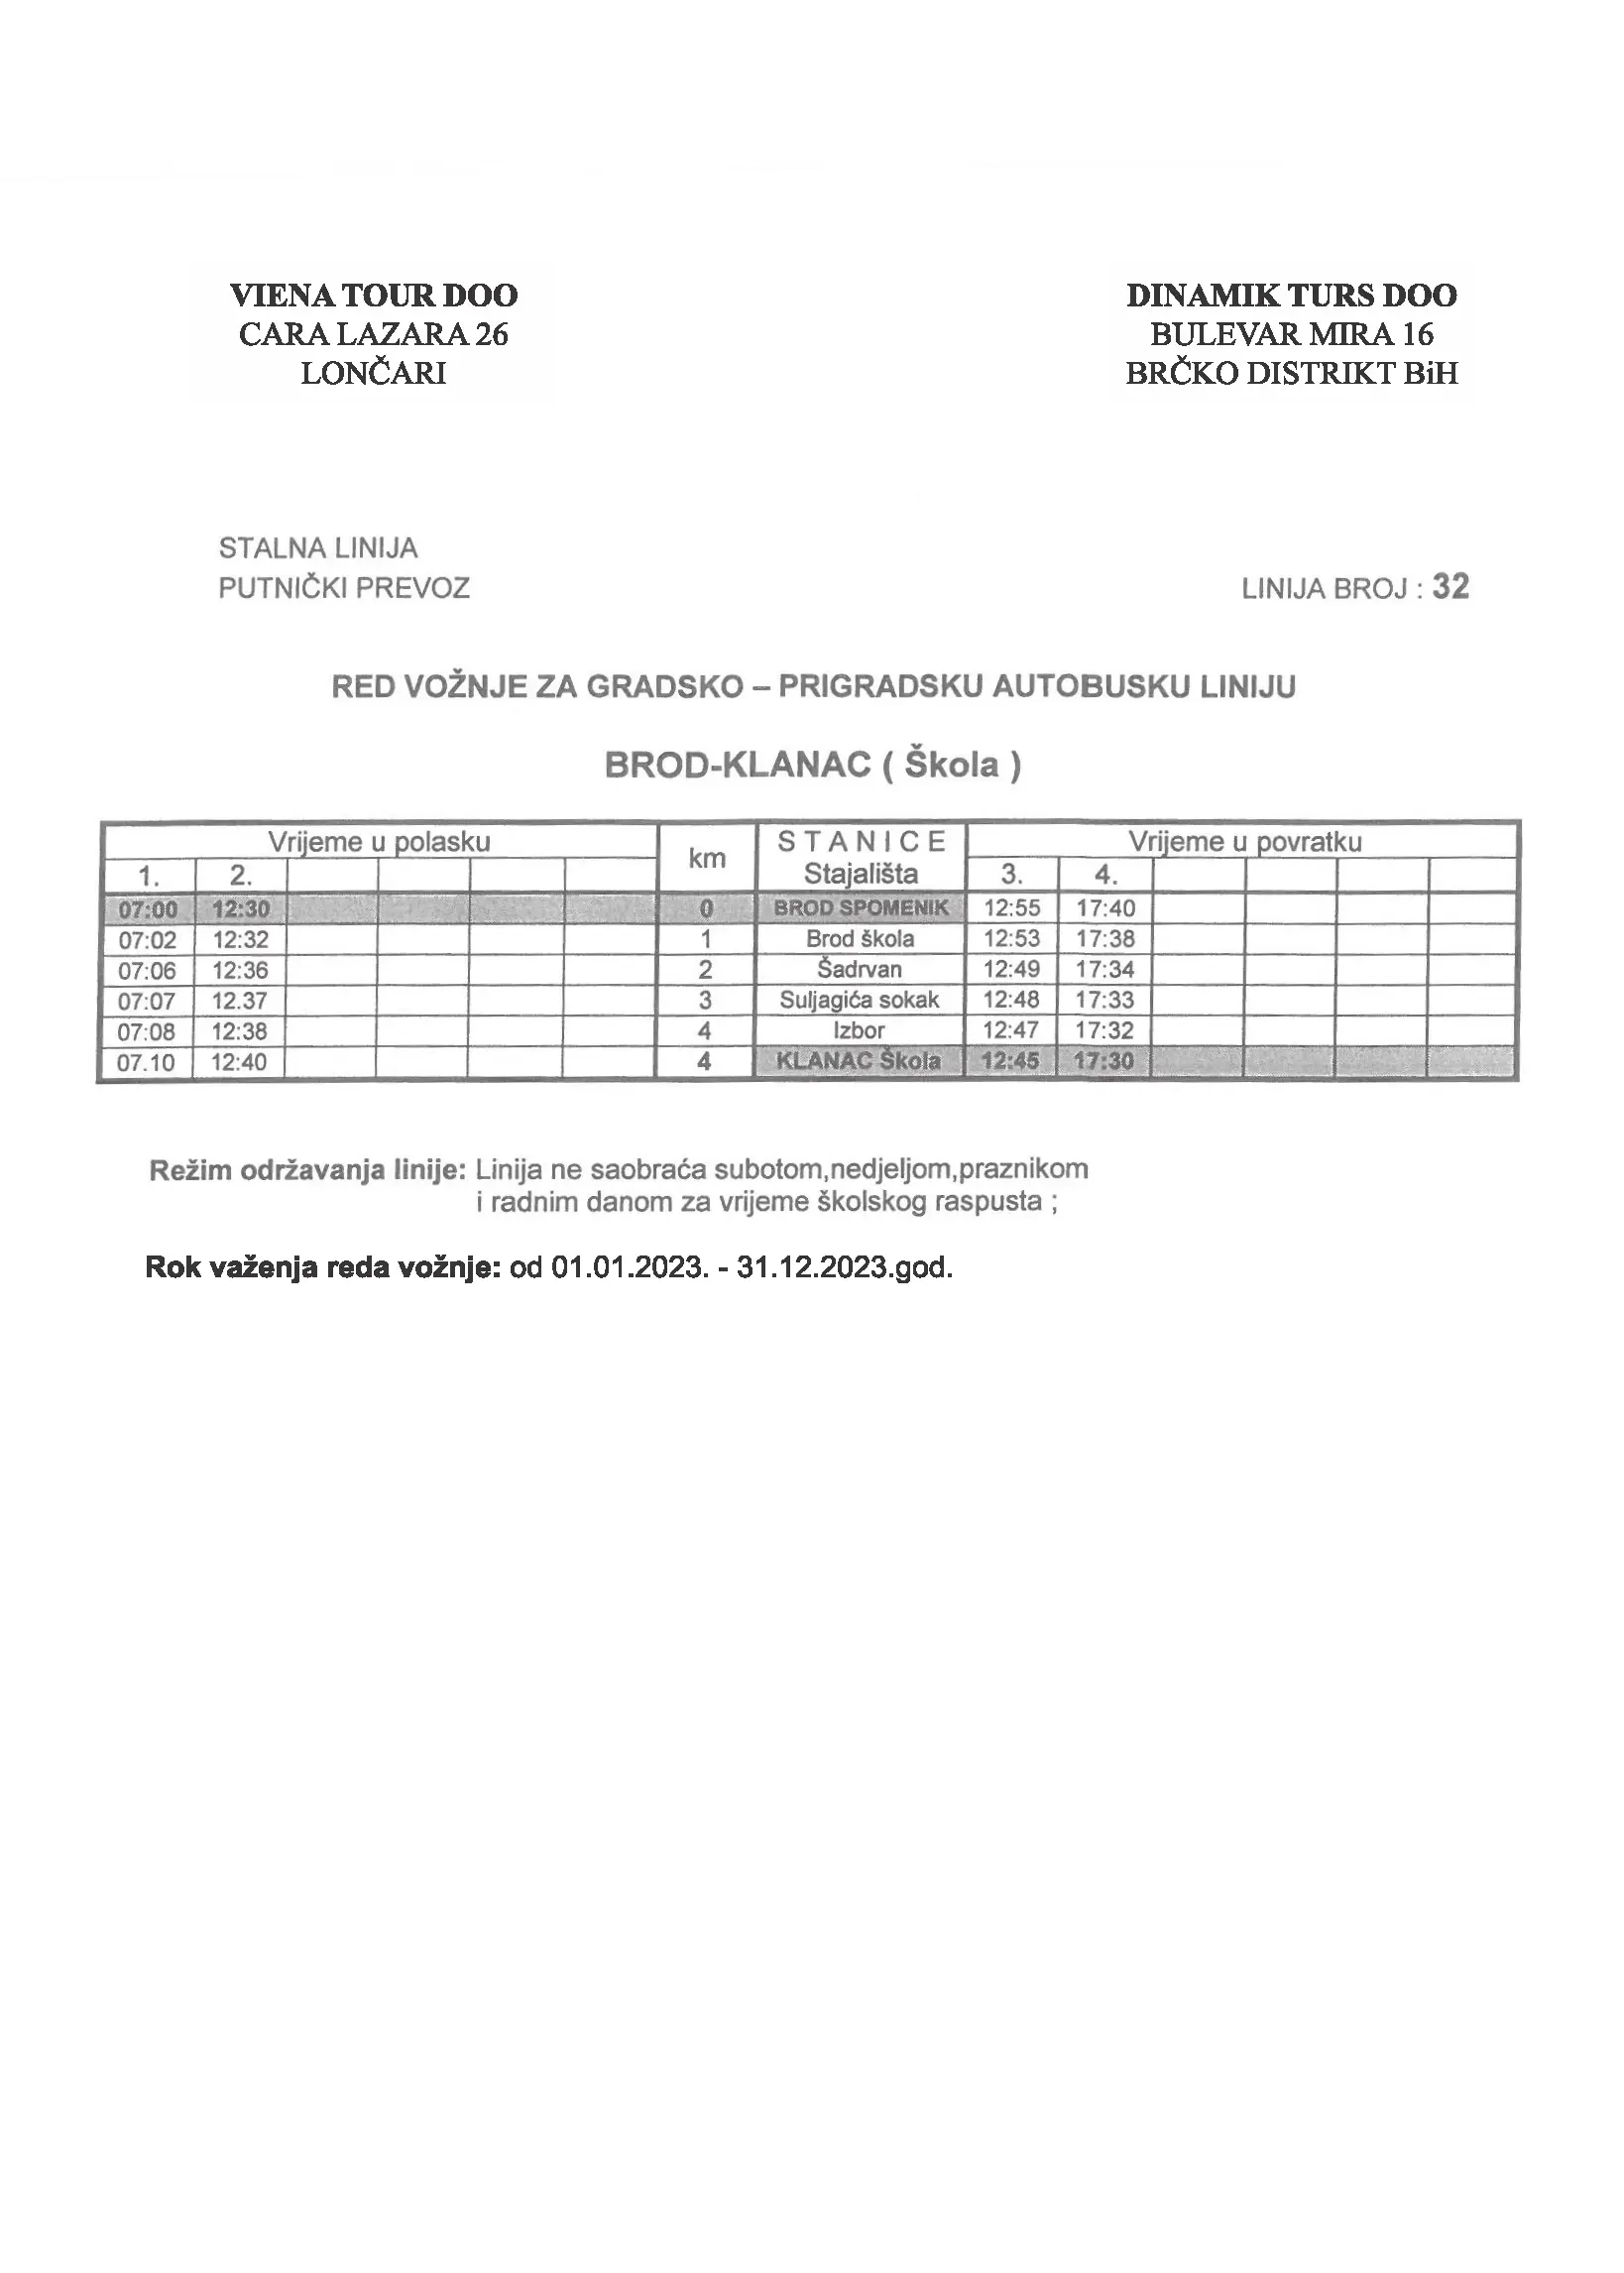 VIENA TOUR DOO
CARA LAZARA 26
LONČARI
DINAMIK TURS DOO
BULEVAR MIRA 16
BRČKO DISTRIKT BiH
STALNA LINIJA
PUTNIČKI PREVOZ
LINIJA BROJ : 32
RED VOŽNJE ZA GRADSKO – PRIGRADSKU AUTOBUSKU LINIJU
BROD-KLANAC ( Škola )
Vrijeme u polasku km S T A N I C E Vrijeme u povratku
1. 2. Stajališta 3. 4.
07:00 12:30 0 BROD SPOMENIK 12:55 17:40
07:02 12:32 1 Brod škola 12:53 17:38
07:06 12:36 2 Šadrvan 12:49 17:34
07:07 12.37 3 Suljagića sokak 12:48 17:33
07:08 12:38 4 Izbor 12:47 17:32
07.10 12:40 4 KLANAC Škola 12:45 17:30
Režim održavanja linije: Linija ne saobraća subotom,nedjeljom,praznikom
i radnim danom za vrijeme školskog raspusta ;
Rok važenja reda vožnje: od 01.01.2023. - 31.12.2023.god.